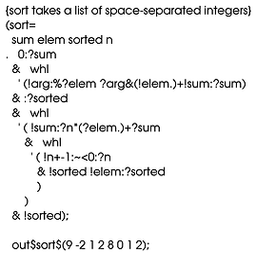 {sort takes a list of space-separated integers}
(sort=
sum elem sorted n
. 0:?sum
& whl
' (!arg:%?elem ?arg&(!elem.)+!sum:?sum)
& :?sorted
& whl
' ( !sum:?n*(?elem.)+?sum
& whl
' ( !n+-1:~<0:?n
& !sorted !elem:?sorted
)
)
& !sorted);
out$sort$(9 -2 1 2 8 0 1 2);